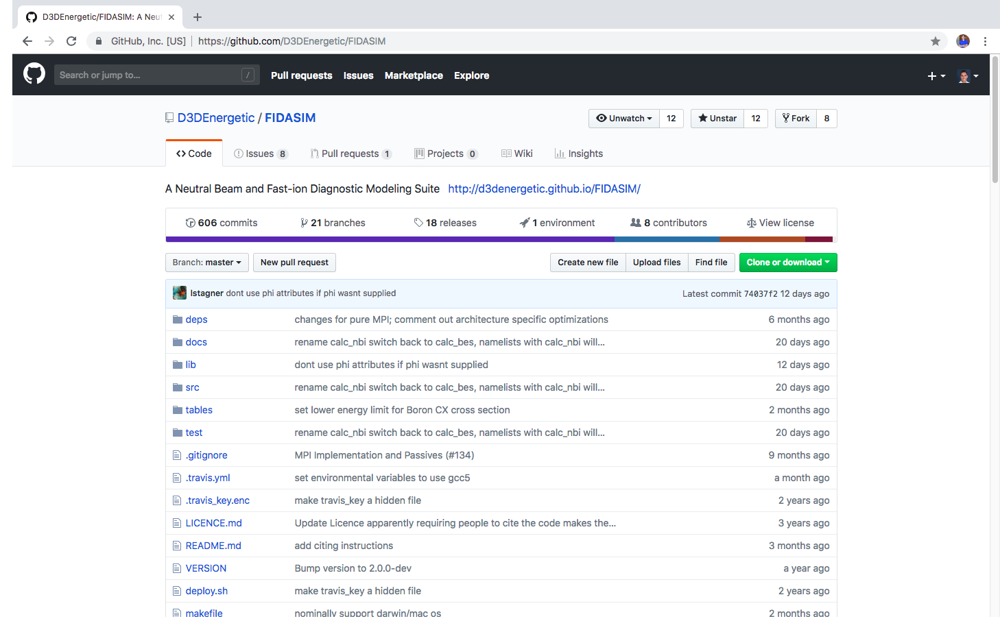 D3DEnergetic/FIDASIM: A Neut
GitHub, Inc. [US] https://github.com/D3DEnergetic/FIDASIM
Search or jump to... / Pull requests Issues Marketplace Explore
D3DEnergetic / FIDASIM Unwatch 12 Unstar 12 Fork 8
Code Issues 8 Pull requests 1 Projects 0 Wiki Insights
A Neutral Beam and Fast-ion Diagnostic Modeling Suite http://d3denergetic.github.io/FIDASIM/
606 commits 21 branches 18 releases 1 environment 8 contributors View license
Branch: master New pull request Create new file Upload files Find file Clone or download
lstagner dont use phi attributes if phi wasnt supplied Latest commit 74037f2 12 days ago
deps changes for pure MPI; comment out architecture specific optimizations 6 months ago
docs rename calc_nbi switch back to calc_bes, namelists with calc_nbi will... 20 days ago
lib dont use phi attributes if phi wasnt supplied 12 days ago
src rename calc_nbi switch back to calc_bes, namelists with calc_nbi will... 20 days ago
tables set lower energy limit for Boron CX cross section 2 months ago
test rename calc_nbi switch back to calc_bes, namelists with calc_nbi will... 20 days ago
.gitignore MPI Implementation and Passives (#134) 9 months ago
.travis.yml set environmental variables to use gcc5 a month ago
.travis_key.enc make travis_key a hidden file 2 years ago
LICENCE.md Update Licence apparently requiring people to cite the code makes the... 3 years ago
README.md add citing instructions 3 months ago
VERSION Bump version to 2.0.0-dev a year ago
deploy.sh make travis_key a hidden file 2 years ago
makefile nominally support darwin/mac os 2 months ago